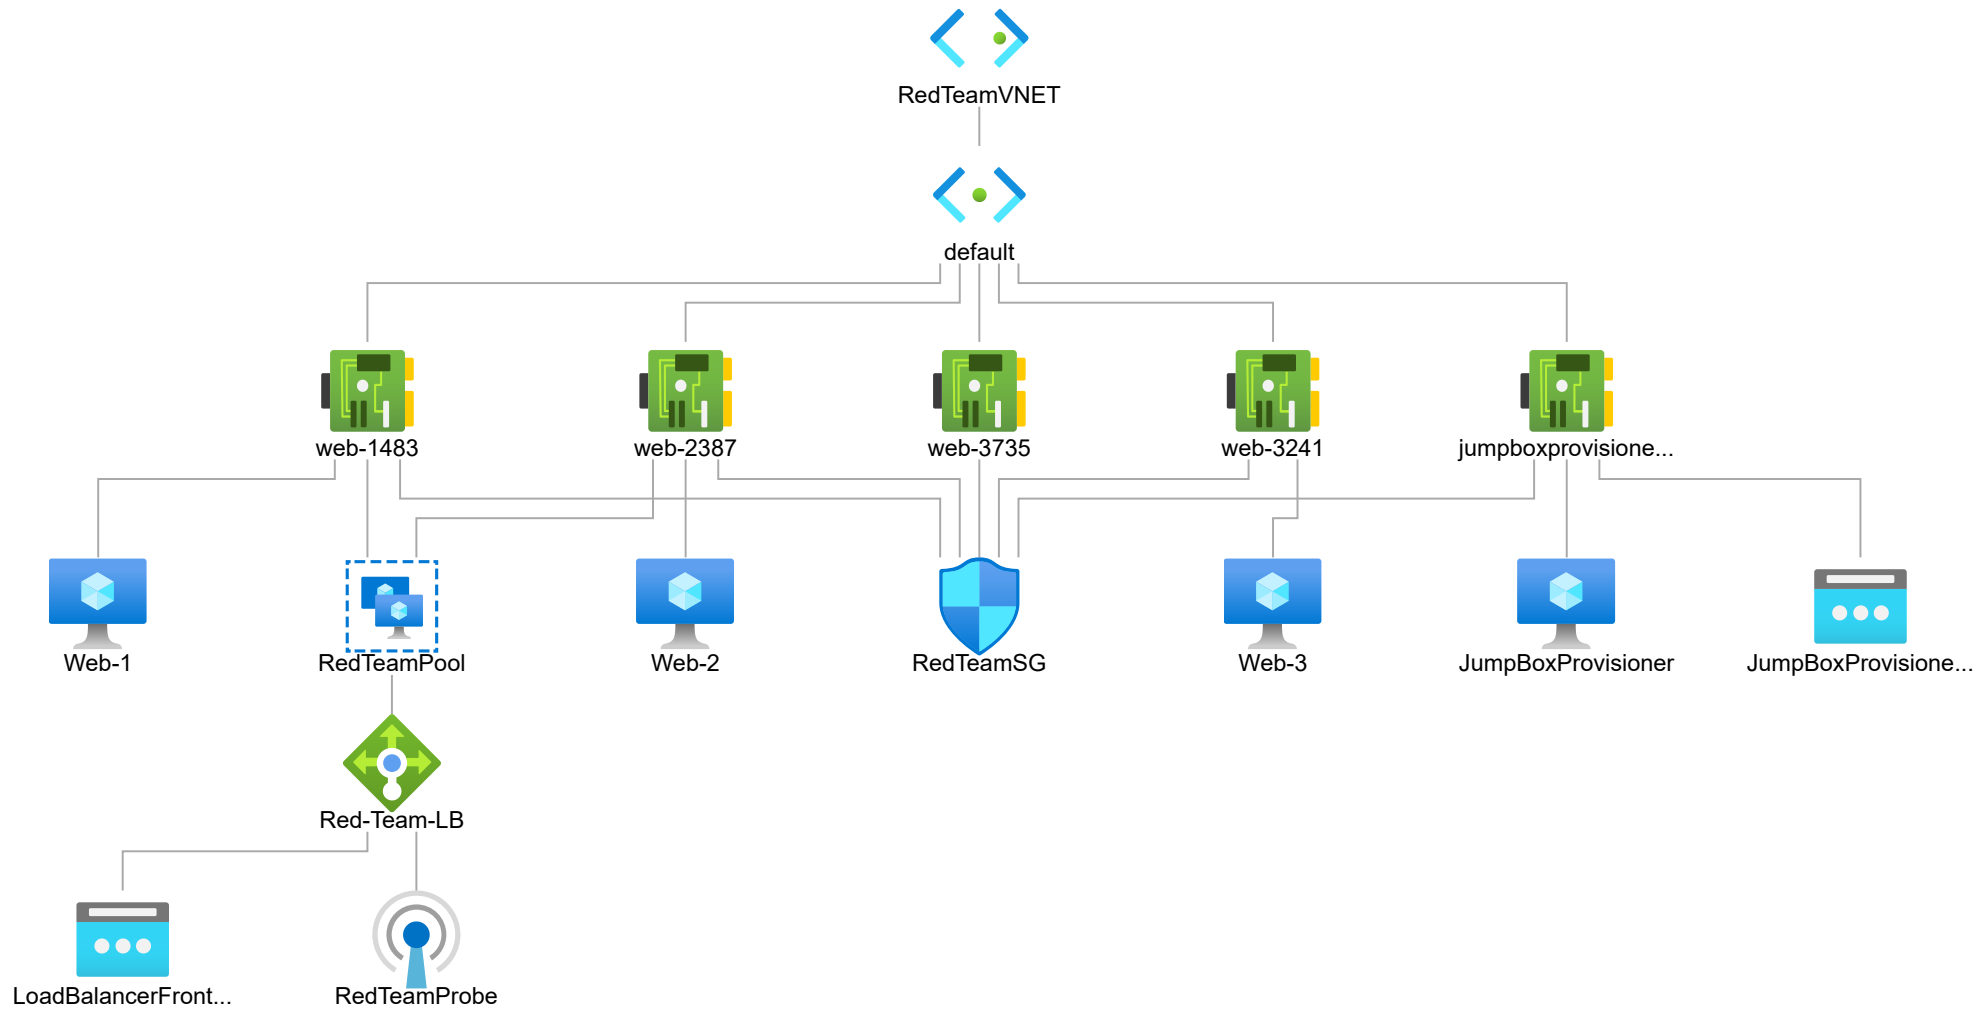 RedTeamVNET
default
web-1483
web-2387
web-3735
web-3241
jumpboxprovisione...
Web-1
RedTeamPool
Web-2
RedTeamSG
Web-3
JumpBoxProvisioner
JumpBoxProvisione...
Red-Team-LB
LoadBalancerFront...
RedTeamProbe